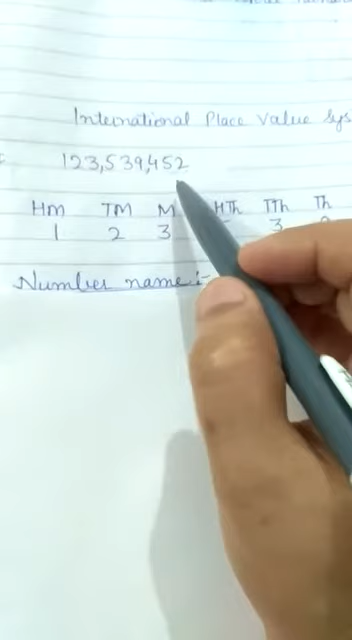 International Place Value Sys
123,539,452
HM TM M HTh TTh Th
1 2 3 3
Number name :-